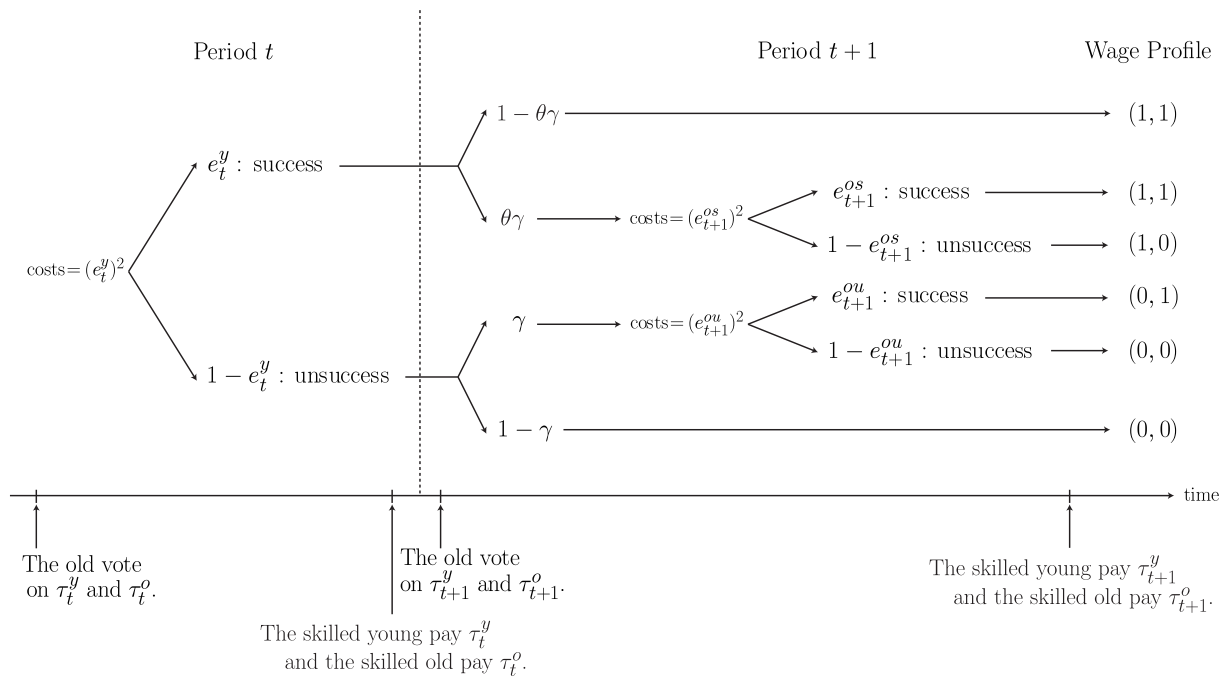 Period t
Period t + 1
Wage Profile
1 − θγ
(1, 1)
e_t^y : success
e_{t+1}^{os} : success
(1, 1)
θγ
costs=(e_{t+1}^{os})^2
1 − e_{t+1}^{os} : unsuccess
(1, 0)
costs=(e_t^y)^2
e_{t+1}^{ou} : success
(0, 1)
γ
costs=(e_{t+1}^{ou})^2
1 − e_{t+1}^{ou} : unsuccess
(0, 0)
1 − e_t^y : unsuccess
1 − γ
(0, 0)
time
The old vote
on τ_t^y and τ_t^o.
The old vote
on τ_{t+1}^y and τ_{t+1}^o.
The skilled young pay τ_{t+1}^y
and the skilled old pay τ_{t+1}^o.
The skilled young pay τ_t^y
and the skilled old pay τ_t^o.